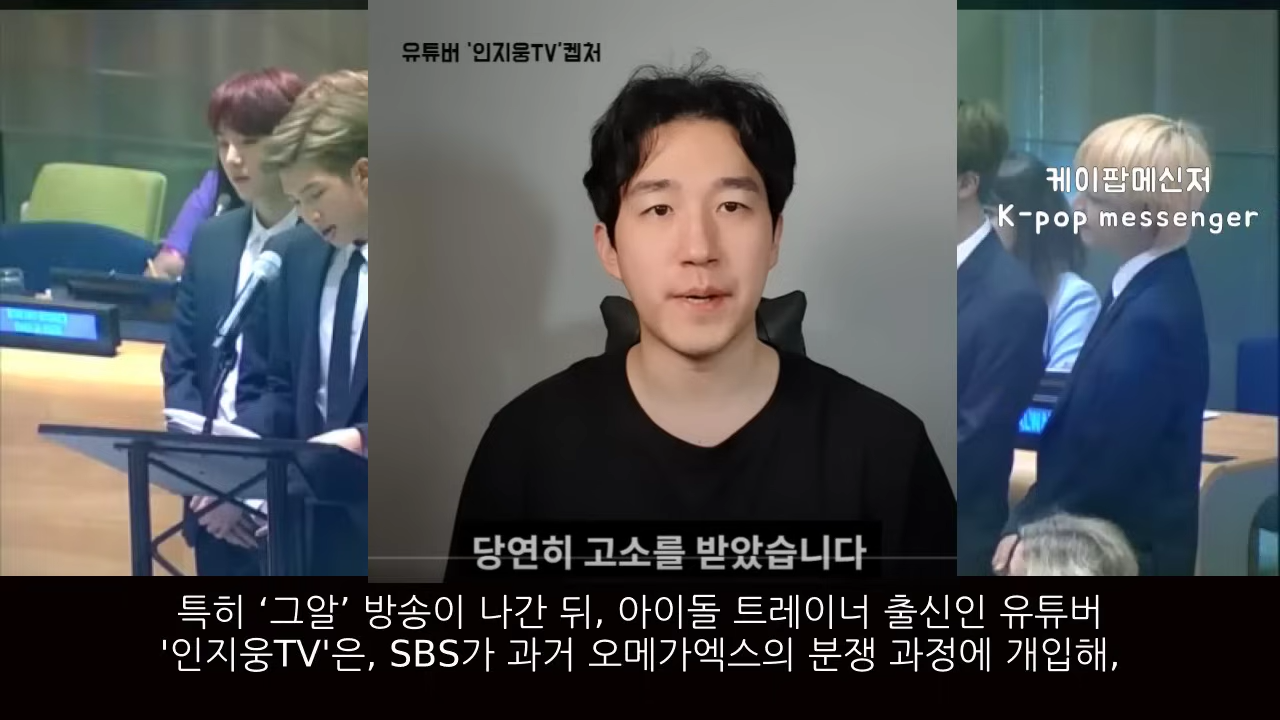 유튜버 '인지웅TV'켑처
케이팝메신저
K-pop messenger
당연히 고소를 받았습니다
특히 ‘그알’ 방송이 나간 뒤, 아이돌 트레이너 출신인 유튜버
'인지웅TV'은, SBS가 과거 오메가엑스의 분쟁 과정에 개입해,